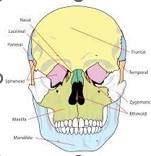 Nasal
Lacrimal
Parietal
Frontal
Temporal
Sphenoid
Zygomatic
Ethmoid
Maxilla
Mandible